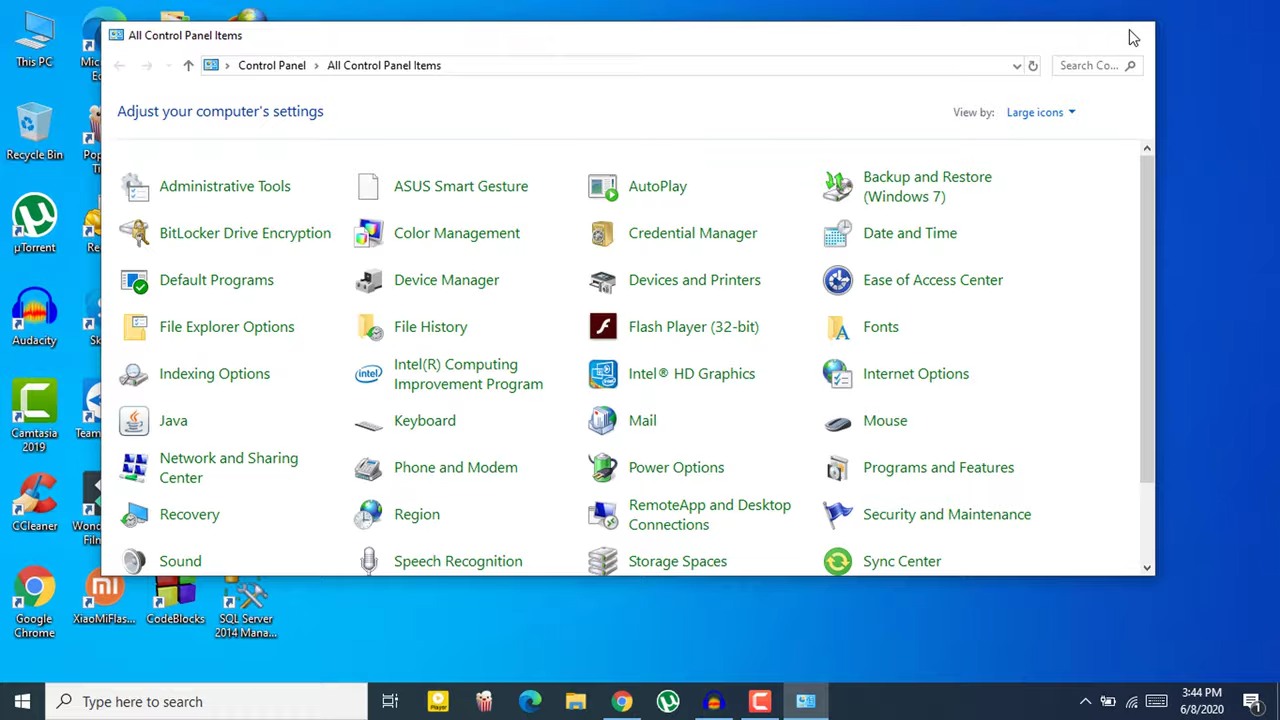 All Control Panel Items
Control Panel > All Control Panel Items
Search Co...
Adjust your computer's settings
View by: Large icons
Administrative Tools
ASUS Smart Gesture
AutoPlay
Backup and Restore
(Windows 7)
BitLocker Drive Encryption
Color Management
Credential Manager
Date and Time
Default Programs
Device Manager
Devices and Printers
Ease of Access Center
File Explorer Options
File History
Flash Player (32-bit)
Fonts
Indexing Options
Intel(R) Computing
Improvement Program
Intel® HD Graphics
Internet Options
Java
Keyboard
Mail
Mouse
Network and Sharing
Center
Phone and Modem
Power Options
Programs and Features
Recovery
Region
RemoteApp and Desktop
Connections
Security and Maintenance
Sound
Speech Recognition
Storage Spaces
Sync Center
This PC
Recycle Bin
µTorrent
Audacity
Camtasia
2019
CCleaner
Google
Chrome
XiaoMiFlas...
CodeBlocks
SQL Server
2014 Mana...
Type here to search
Player
3:44 PM
6/8/2020
1